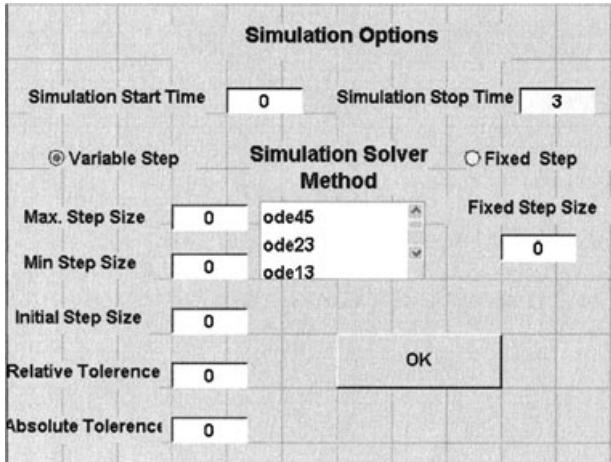 Simulation Options
Simulation Start Time 0 Simulation Stop Time 3
Variable Step Simulation Solver Method Fixed Step
Max. Step Size 0 ode45 Fixed Step Size
ode23 0
Min Step Size 0 ode13
Initial Step Size 0
OK
Relative Tolerence 0
Absolute Tolerence 0